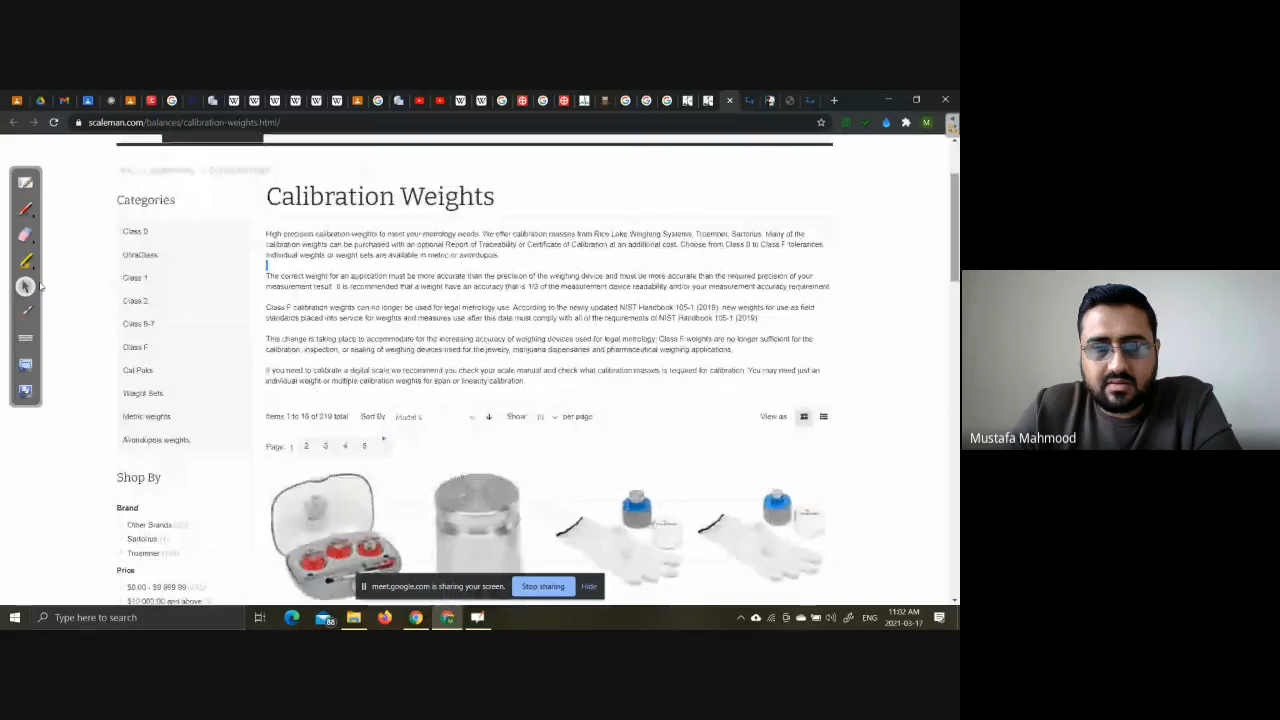 scaleman.com/balances/calibration-weights.html/
M
Categories
Class 0
UltraClass
Class 1
Class 2
Class 5-7
Class F
Cal Paks
Weight Sets
Metric weights
Avoirdupois weights
Shop By
Brand
Other Brands
Sartorius
Troemner
Price
$0.00 - $9,999.99
$10,000.00 and above
Calibration Weights
High precision calibration weights to meet your metrology needs. We offer calibration masses from Rice Lake Weighing Systems, Troemner, Sartorius. Many of the
calibration weights can be purchased with an optional Report of Traceability or Certificate of Calibration at an additional cost. Choose from Class 0 to Class F tolerances,
individual weights or weight sets are available in metric or avoirdupois.
The correct weight for an application must be more accurate than the precision of the weighing device and must be more accurate than the required precision of your
measurement result. It is recommended that a weight have an accuracy that is 1/3 of the measurement device readability and/or your measurement accuracy requirement.
Class F calibration weights can no longer be used for legal metrology use. According to the newly updated NIST Handbook 105-1 (2019), new weights for use as field
standards placed into service for weights and measures use after this date must comply with all of the requirements of NIST Handbook 105-1 (2019)
This change is taking place to accommodate for the increasing accuracy of weighing devices used for legal metrology. Class F weights are no longer sufficient for the
calibration, inspection, or sealing of weighing devices used for the jewelry, marijuana dispensaries and pharmaceutical weighing applications.
If you need to calibrate a digital scale we recommend you check your scale manual and check what calibration masses is required for calibration. You may need just an
individual weight or multiple calibration weights for span or linearity calibration.
Items 1 to 16 of 219 total Sort By Model # Show 16 per page View as
Page: 1 2 3 4 5
meet.google.com is sharing your screen. Stop sharing Hide
Type here to search
88
ENG
11:02 AM
2021-03-17
Mustafa Mahmood